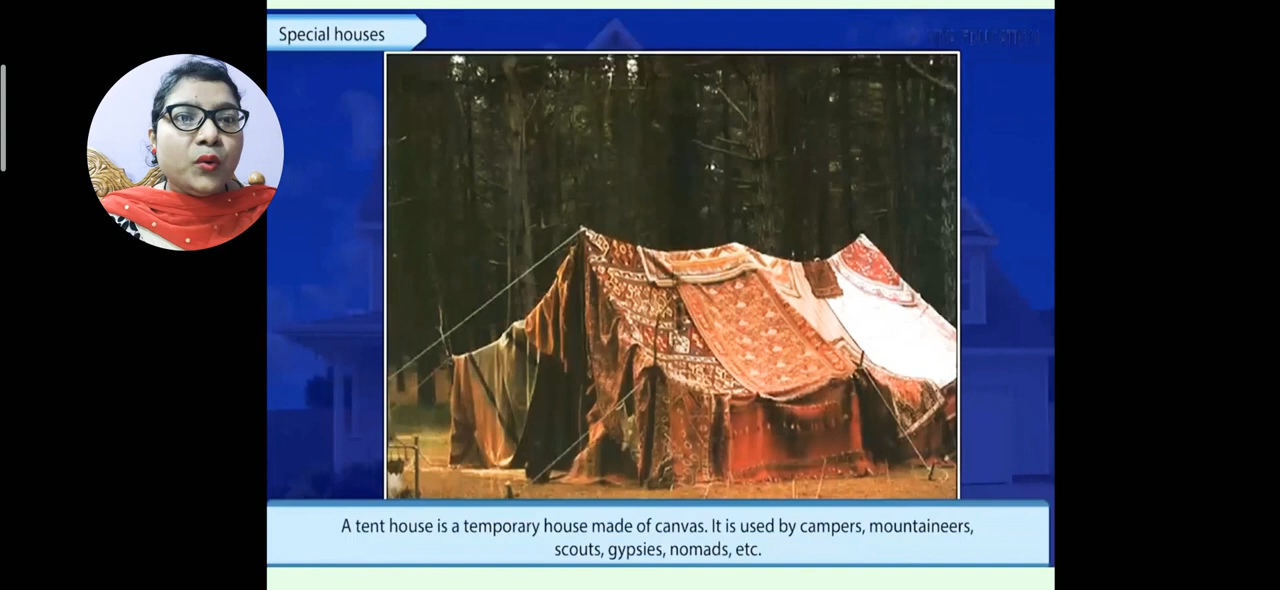 Special houses
A tent house is a temporary house made of canvas. It is used by campers, mountaineers,
scouts, gypsies, nomads, etc.